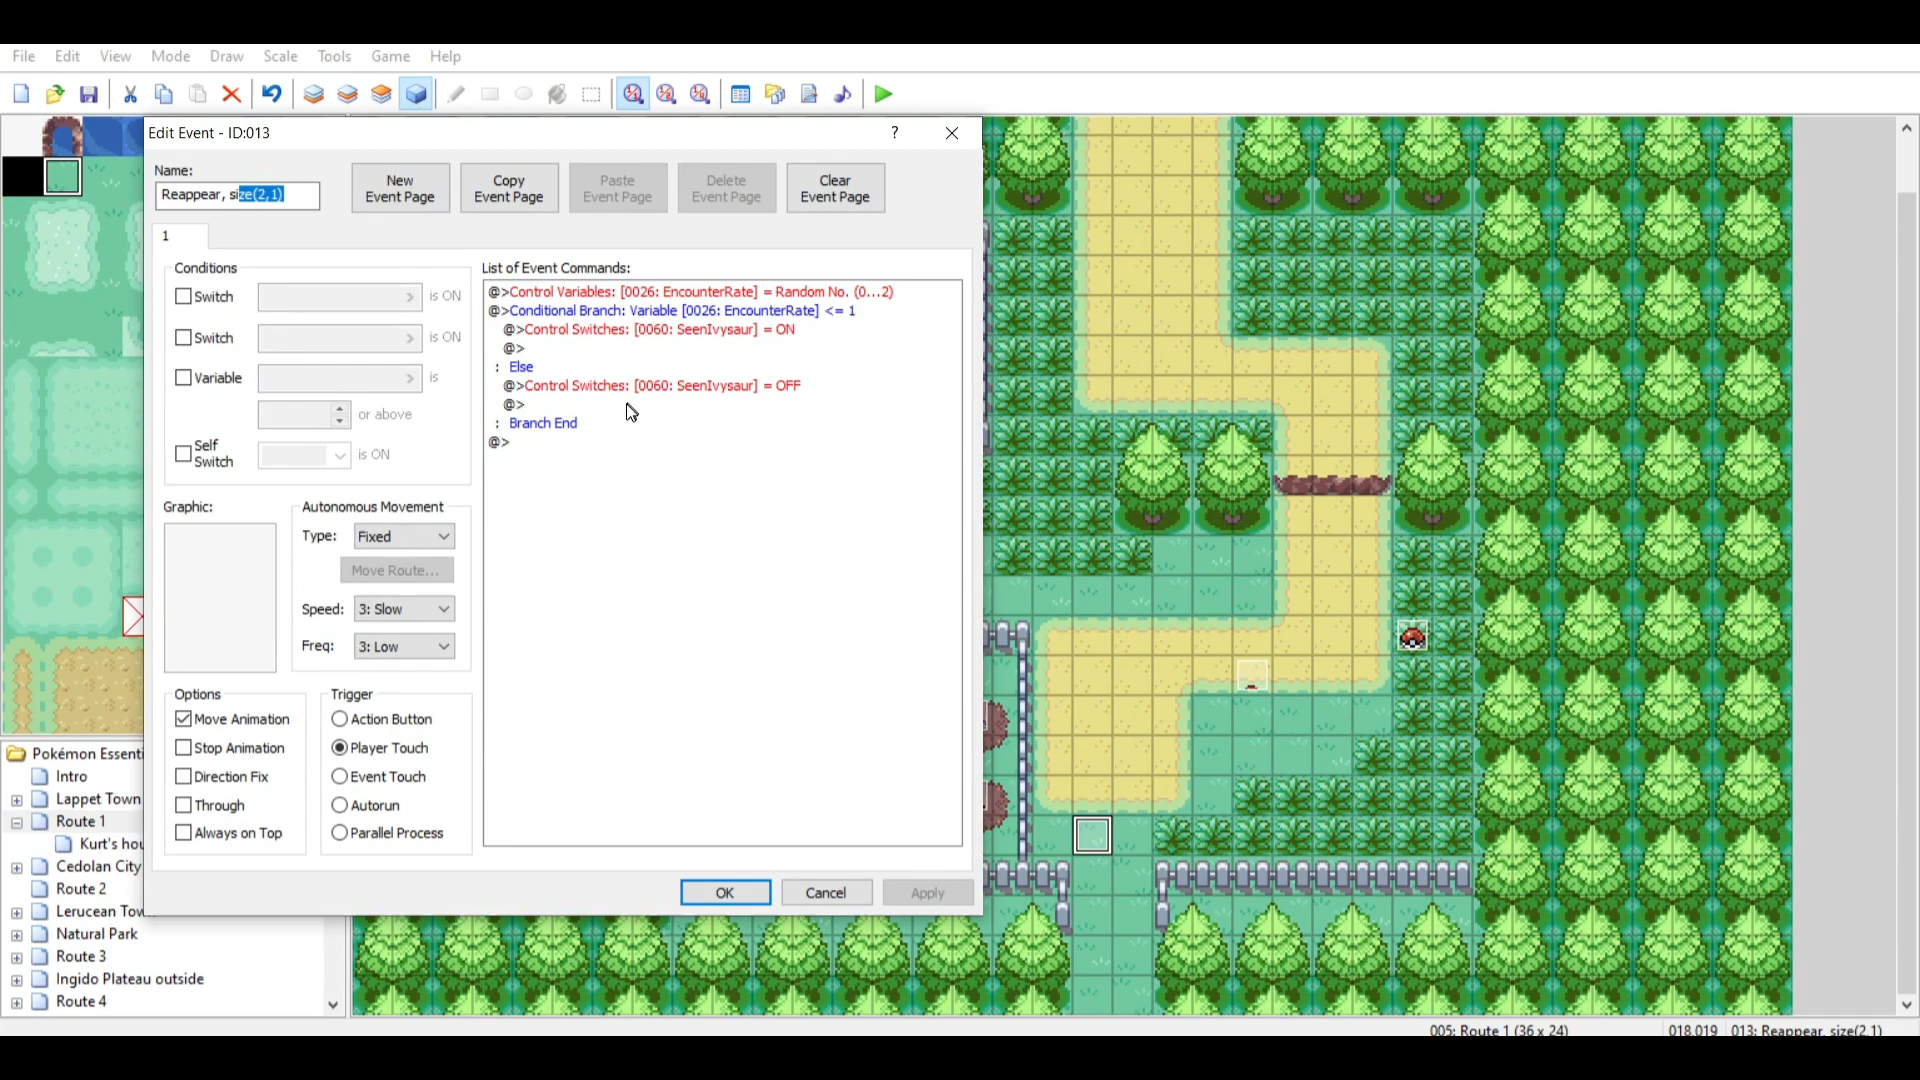 File Edit View Mode Draw Scale Tools Game Help
Edit Event - ID:013
?
Name:
Reappear, size(2,1)
New Event Page
Copy Event Page
Paste Event Page
Delete Event Page
Clear Event Page
1
Conditions
Switch > is ON
Switch > is ON
Variable > is
or above
Self Switch is ON
List of Event Commands:
@>Control Variables: [0026: EncounterRate] = Random No. (0...2)
@>Conditional Branch: Variable [0026: EncounterRate] <= 1
@>Control Switches: [0060: SeenIvysaur] = ON
@>
: Else
@>Control Switches: [0060: SeenIvysaur] = OFF
@>
: Branch End
@>
Graphic:
Autonomous Movement
Type: Fixed
Move Route...
Speed: 3: Slow
Freq: 3: Low
Options
Move Animation
Stop Animation
Direction Fix
Through
Always on Top
Trigger
Action Button
Player Touch
Event Touch
Autorun
Parallel Process
OK Cancel Apply
Pokémon Essenti
Intro
Lappet Town
Route 1
Kurt's hou
Cedolan City
Route 2
Lerucean Tow
Natural Park
Route 3
Ingido Plateau outside
Route 4
005: Route 1 (36 x 24) 018,019 013: Reappear, size(2,1)